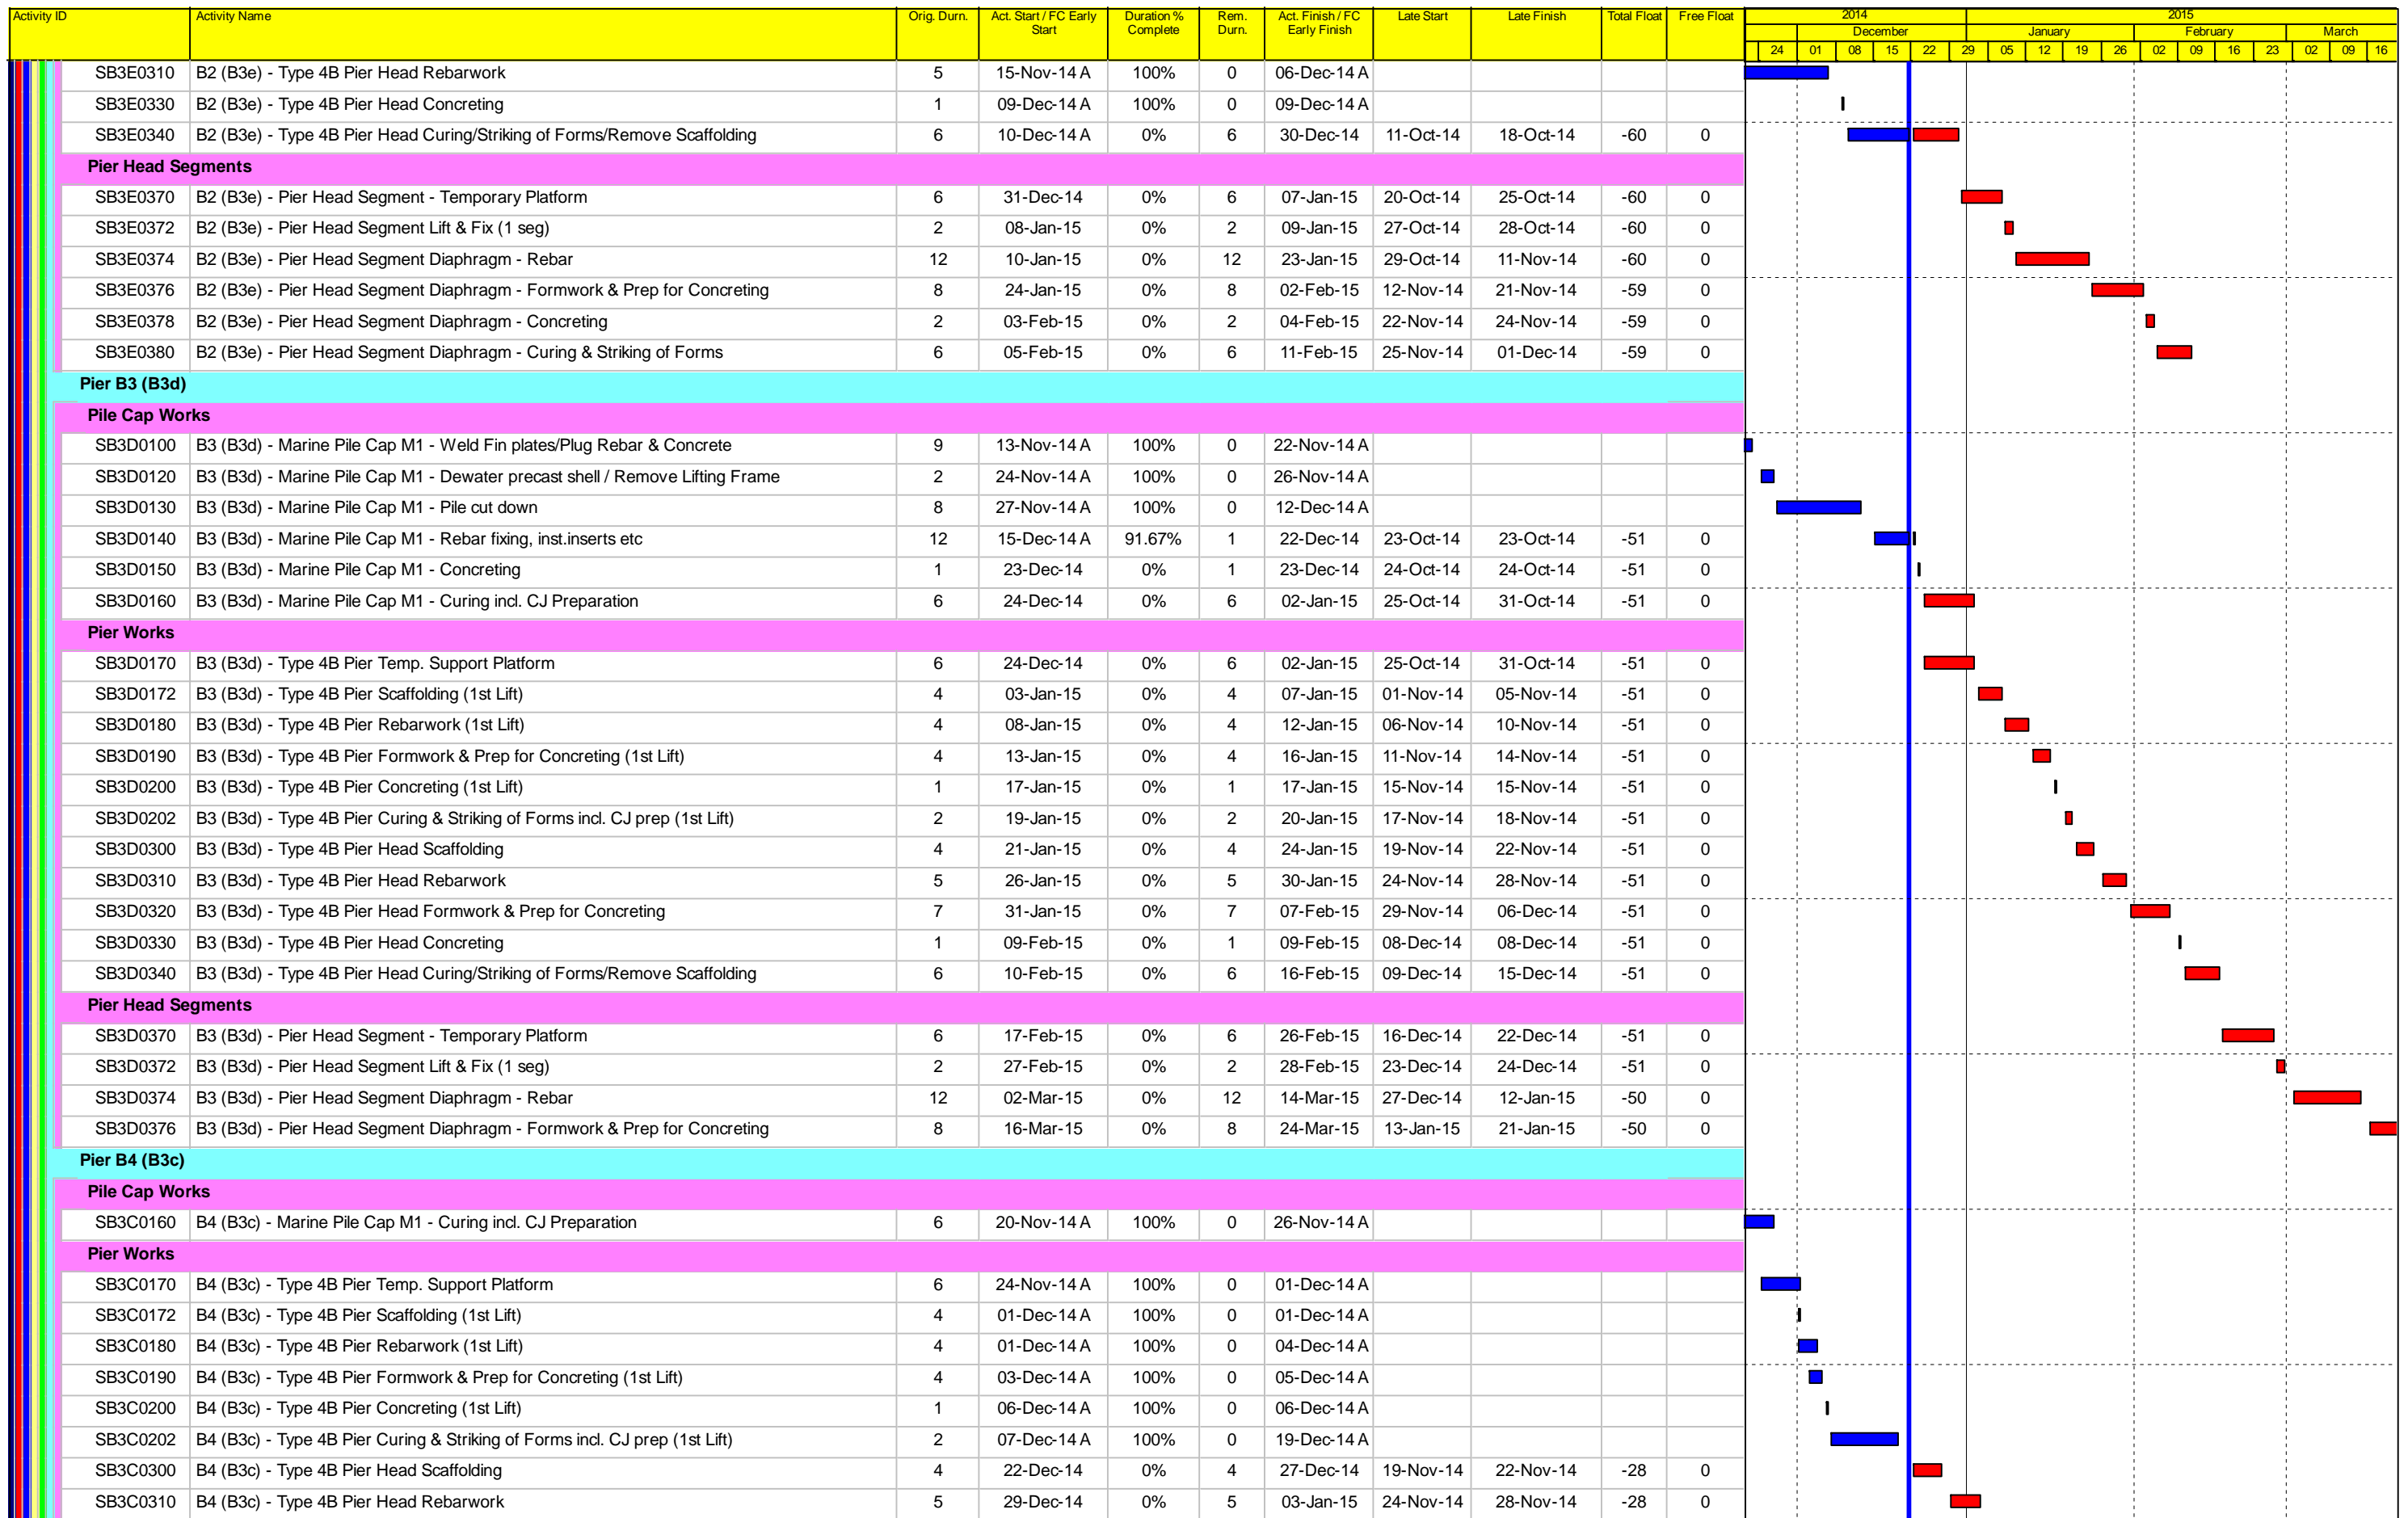 Activity ID Activity Name Orig. Durn. Act. Start / FC Early Start Duration % Complete Rem. Durn. Act. Finish / FC Early Finish Late Start Late Finish Total Float Free Float 2014 2015
December January February March
24 01 08 15 22 29 05 12 19 26 02 09 16 23 02 09 16
SB3E0310 B2 (B3e) - Type 4B Pier Head Rebarwork 5 15-Nov-14 A 100% 0 06-Dec-14 A
SB3E0330 B2 (B3e) - Type 4B Pier Head Concreting 1 09-Dec-14 A 100% 0 09-Dec-14 A
SB3E0340 B2 (B3e) - Type 4B Pier Head Curing/Striking of Forms/Remove Scaffolding 6 10-Dec-14 A 0% 6 30-Dec-14 11-Oct-14 18-Oct-14 -60 0
Pier Head Segments
SB3E0370 B2 (B3e) - Pier Head Segment - Temporary Platform 6 31-Dec-14 0% 6 07-Jan-15 20-Oct-14 25-Oct-14 -60 0
SB3E0372 B2 (B3e) - Pier Head Segment Lift & Fix (1 seg) 2 08-Jan-15 0% 2 09-Jan-15 27-Oct-14 28-Oct-14 -60 0
SB3E0374 B2 (B3e) - Pier Head Segment Diaphragm - Rebar 12 10-Jan-15 0% 12 23-Jan-15 29-Oct-14 11-Nov-14 -60 0
SB3E0376 B2 (B3e) - Pier Head Segment Diaphragm - Formwork & Prep for Concreting 8 24-Jan-15 0% 8 02-Feb-15 12-Nov-14 21-Nov-14 -59 0
SB3E0378 B2 (B3e) - Pier Head Segment Diaphragm - Concreting 2 03-Feb-15 0% 2 04-Feb-15 22-Nov-14 24-Nov-14 -59 0
SB3E0380 B2 (B3e) - Pier Head Segment Diaphragm - Curing & Striking of Forms 6 05-Feb-15 0% 6 11-Feb-15 25-Nov-14 01-Dec-14 -59 0
Pier B3 (B3d)
Pile Cap Works
SB3D0100 B3 (B3d) - Marine Pile Cap M1 - Weld Fin plates/Plug Rebar & Concrete 9 13-Nov-14 A 100% 0 22-Nov-14 A
SB3D0120 B3 (B3d) - Marine Pile Cap M1 - Dewater precast shell / Remove Lifting Frame 2 24-Nov-14 A 100% 0 26-Nov-14 A
SB3D0130 B3 (B3d) - Marine Pile Cap M1 - Pile cut down 8 27-Nov-14 A 100% 0 12-Dec-14 A
SB3D0140 B3 (B3d) - Marine Pile Cap M1 - Rebar fixing, inst.inserts etc 12 15-Dec-14 A 91.67% 1 22-Dec-14 23-Oct-14 23-Oct-14 -51 0
SB3D0150 B3 (B3d) - Marine Pile Cap M1 - Concreting 1 23-Dec-14 0% 1 23-Dec-14 24-Oct-14 24-Oct-14 -51 0
SB3D0160 B3 (B3d) - Marine Pile Cap M1 - Curing incl. CJ Preparation 6 24-Dec-14 0% 6 02-Jan-15 25-Oct-14 31-Oct-14 -51 0
Pier Works
SB3D0170 B3 (B3d) - Type 4B Pier Temp. Support Platform 6 24-Dec-14 0% 6 02-Jan-15 25-Oct-14 31-Oct-14 -51 0
SB3D0172 B3 (B3d) - Type 4B Pier Scaffolding (1st Lift) 4 03-Jan-15 0% 4 07-Jan-15 01-Nov-14 05-Nov-14 -51 0
SB3D0180 B3 (B3d) - Type 4B Pier Rebarwork (1st Lift) 4 08-Jan-15 0% 4 12-Jan-15 06-Nov-14 10-Nov-14 -51 0
SB3D0190 B3 (B3d) - Type 4B Pier Formwork & Prep for Concreting (1st Lift) 4 13-Jan-15 0% 4 16-Jan-15 11-Nov-14 14-Nov-14 -51 0
SB3D0200 B3 (B3d) - Type 4B Pier Concreting (1st Lift) 1 17-Jan-15 0% 1 17-Jan-15 15-Nov-14 15-Nov-14 -51 0
SB3D0202 B3 (B3d) - Type 4B Pier Curing & Striking of Forms incl. CJ prep (1st Lift) 2 19-Jan-15 0% 2 20-Jan-15 17-Nov-14 18-Nov-14 -51 0
SB3D0300 B3 (B3d) - Type 4B Pier Head Scaffolding 4 21-Jan-15 0% 4 24-Jan-15 19-Nov-14 22-Nov-14 -51 0
SB3D0310 B3 (B3d) - Type 4B Pier Head Rebarwork 5 26-Jan-15 0% 5 30-Jan-15 24-Nov-14 28-Nov-14 -51 0
SB3D0320 B3 (B3d) - Type 4B Pier Head Formwork & Prep for Concreting 7 31-Jan-15 0% 7 07-Feb-15 29-Nov-14 06-Dec-14 -51 0
SB3D0330 B3 (B3d) - Type 4B Pier Head Concreting 1 09-Feb-15 0% 1 09-Feb-15 08-Dec-14 08-Dec-14 -51 0
SB3D0340 B3 (B3d) - Type 4B Pier Head Curing/Striking of Forms/Remove Scaffolding 6 10-Feb-15 0% 6 16-Feb-15 09-Dec-14 15-Dec-14 -51 0
Pier Head Segments
SB3D0370 B3 (B3d) - Pier Head Segment - Temporary Platform 6 17-Feb-15 0% 6 26-Feb-15 16-Dec-14 22-Dec-14 -51 0
SB3D0372 B3 (B3d) - Pier Head Segment Lift & Fix (1 seg) 2 27-Feb-15 0% 2 28-Feb-15 23-Dec-14 24-Dec-14 -51 0
SB3D0374 B3 (B3d) - Pier Head Segment Diaphragm - Rebar 12 02-Mar-15 0% 12 14-Mar-15 27-Dec-14 12-Jan-15 -50 0
SB3D0376 B3 (B3d) - Pier Head Segment Diaphragm - Formwork & Prep for Concreting 8 16-Mar-15 0% 8 24-Mar-15 13-Jan-15 21-Jan-15 -50 0
Pier B4 (B3c)
Pile Cap Works
SB3C0160 B4 (B3c) - Marine Pile Cap M1 - Curing incl. CJ Preparation 6 20-Nov-14 A 100% 0 26-Nov-14 A
Pier Works
SB3C0170 B4 (B3c) - Type 4B Pier Temp. Support Platform 6 24-Nov-14 A 100% 0 01-Dec-14 A
SB3C0172 B4 (B3c) - Type 4B Pier Scaffolding (1st Lift) 4 01-Dec-14 A 100% 0 01-Dec-14 A
SB3C0180 B4 (B3c) - Type 4B Pier Rebarwork (1st Lift) 4 01-Dec-14 A 100% 0 04-Dec-14 A
SB3C0190 B4 (B3c) - Type 4B Pier Formwork & Prep for Concreting (1st Lift) 4 03-Dec-14 A 100% 0 05-Dec-14 A
SB3C0200 B4 (B3c) - Type 4B Pier Concreting (1st Lift) 1 06-Dec-14 A 100% 0 06-Dec-14 A
SB3C0202 B4 (B3c) - Type 4B Pier Curing & Striking of Forms incl. CJ prep (1st Lift) 2 07-Dec-14 A 100% 0 19-Dec-14 A
SB3C0300 B4 (B3c) - Type 4B Pier Head Scaffolding 4 22-Dec-14 0% 4 27-Dec-14 19-Nov-14 22-Nov-14 -28 0
SB3C0310 B4 (B3c) - Type 4B Pier Head Rebarwork 5 29-Dec-14 0% 5 03-Jan-15 24-Nov-14 28-Nov-14 -28 0